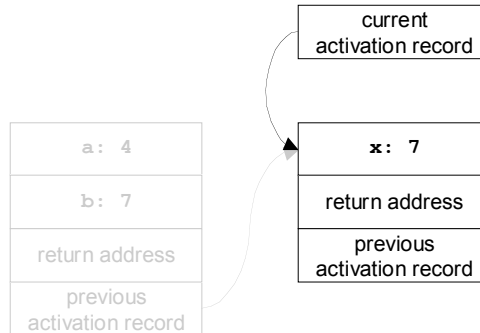 current
activation record
a: 4
b: 7
return address
previous
activation record
x: 7
return address
previous
activation record